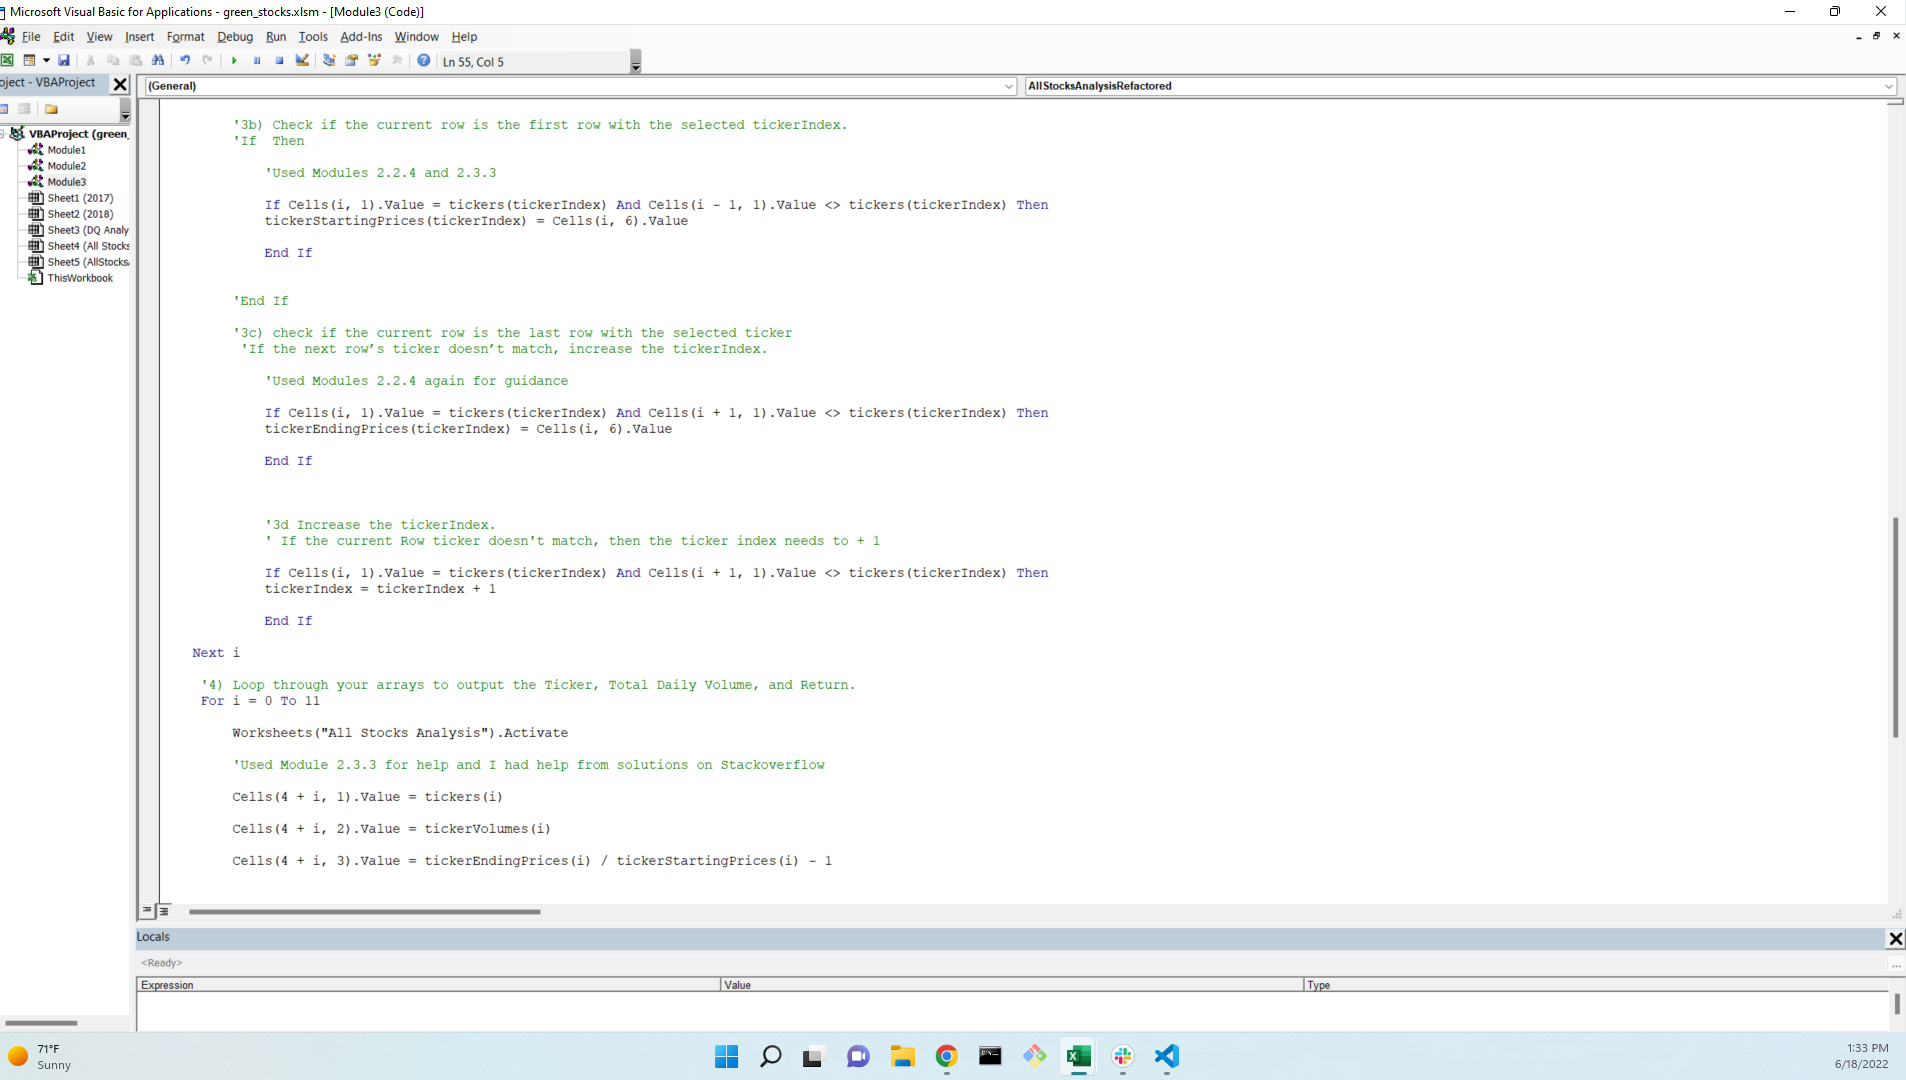 Microsoft Visual Basic for Applications - green_stocks.xlsm - [Module3 (Code)]
File Edit View Insert Format Debug Run Tools Add-Ins Window Help
Ln 55, Col 5
oject - VBAProject
(General)
AllStocksAnalysisRefactored
VBAProject (green_
Module1
Module2
Module3
Sheet1 (2017)
Sheet2 (2018)
Sheet3 (DQ Analy
Sheet4 (All Stocks
Sheet5 (AllStocks
ThisWorkbook
'3b) Check if the current row is the first row with the selected tickerIndex.
'If  Then
'Used Modules 2.2.4 and 2.3.3
If Cells(i, 1).Value = tickers(tickerIndex) And Cells(i - 1, 1).Value <> tickers(tickerIndex) Then
tickerStartingPrices(tickerIndex) = Cells(i, 6).Value
End If
'End If
'3c) check if the current row is the last row with the selected ticker
'If the next row’s ticker doesn’t match, increase the tickerIndex.
'Used Modules 2.2.4 again for guidance
If Cells(i, 1).Value = tickers(tickerIndex) And Cells(i + 1, 1).Value <> tickers(tickerIndex) Then
tickerEndingPrices(tickerIndex) = Cells(i, 6).Value
End If
'3d Increase the tickerIndex.
' If the current Row ticker doesn't match, then the ticker index needs to + 1
If Cells(i, 1).Value = tickers(tickerIndex) And Cells(i + 1, 1).Value <> tickers(tickerIndex) Then
tickerIndex = tickerIndex + 1
End If
Next i
'4) Loop through your arrays to output the Ticker, Total Daily Volume, and Return.
For i = 0 To 11
Worksheets("All Stocks Analysis").Activate
'Used Module 2.3.3 for help and I had help from solutions on Stackoverflow
Cells(4 + i, 1).Value = tickers(i)
Cells(4 + i, 2).Value = tickerVolumes(i)
Cells(4 + i, 3).Value = tickerEndingPrices(i) / tickerStartingPrices(i) - 1
Locals
<Ready>
...
Expression Value Type
71°F
Sunny
1:33 PM
6/18/2022